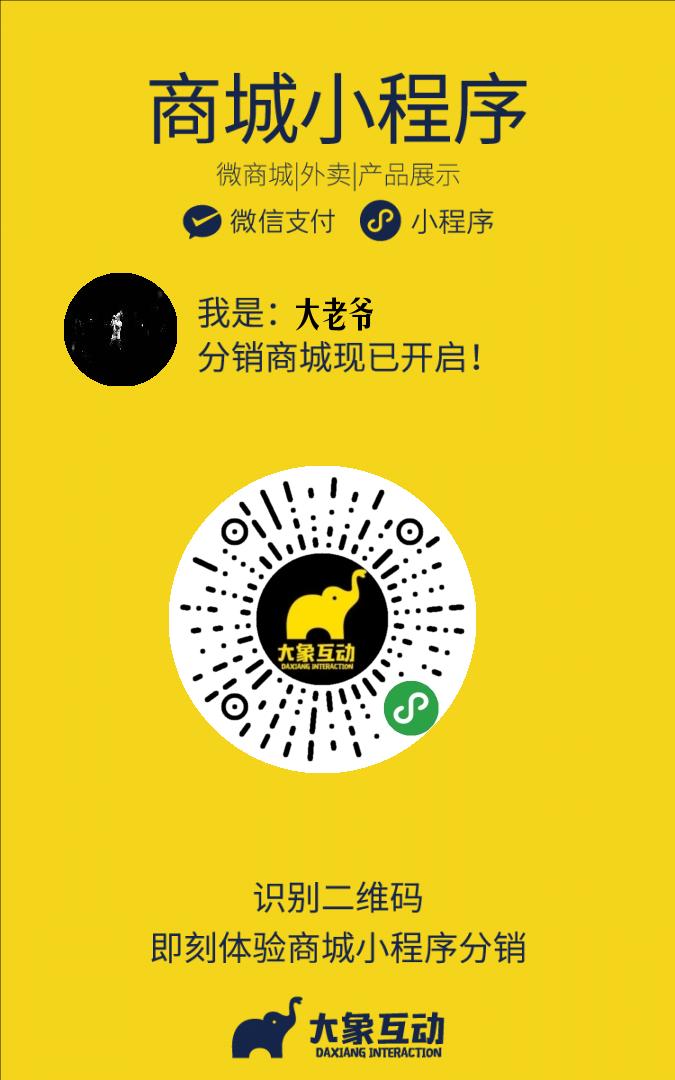 商城小程序
微商城|外卖|产品展示
微信支付 小程序
我是：大老爷
分销商城现已开启！
大象互动
DAXIANG INTERACTION
识别二维码
即刻体验商城小程序分销
大象互动
DAXIANG INTERACTION